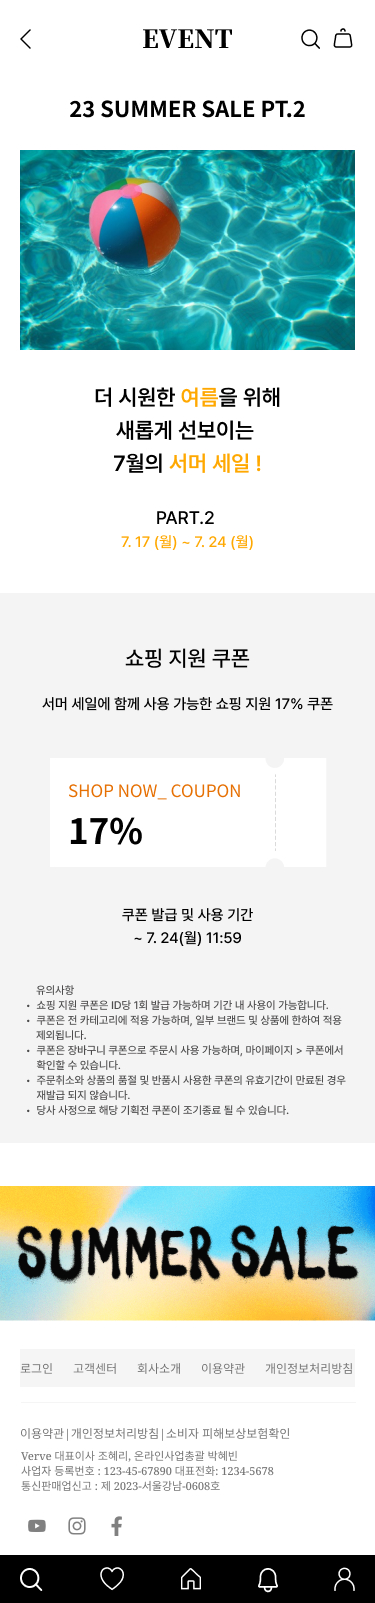 EVENT
23 SUMMER SALE PT.2
더 시원한 여름을 위해
새롭게 선보이는
7월의 서머 세일 !
PART.2
7. 17 (월) ~ 7. 24 (월)
쇼핑 지원 쿠폰
서머 세일에 함께 사용 가능한 쇼핑 지원 17% 쿠폰
SHOP NOW_ COUPON
17%
쿠폰 발급 및 사용 기간
~ 7. 24(월) 11:59
유의사항
• 쇼핑 지원 쿠폰은 ID당 1회 발급 가능하며 기간 내 사용이 가능합니다.
• 쿠폰은 전 카테고리에 적용 가능하며, 일부 브랜드 및 상품에 한하여 적용
제외됩니다.
• 쿠폰은 장바구니 쿠폰으로 주문시 사용 가능하며, 마이페이지 > 쿠폰에서
확인할 수 있습니다.
• 주문취소와 상품의 품절 및 반품시 사용한 쿠폰의 유효기간이 만료된 경우
재발급 되지 않습니다.
• 당사 사정으로 해당 기획전 쿠폰이 조기종료 될 수 있습니다.
SUMMER SALE
로그인 고객센터 회사소개 이용약관 개인정보처리방침
이용약관 | 개인정보처리방침 | 소비자 피해보상보험확인
Verve 대표이사 조혜리, 온라인사업총괄 박혜빈
사업자 등록번호 : 123-45-67890 대표전화: 1234-5678
통신판매업신고 : 제 2023-서울강남-0608호